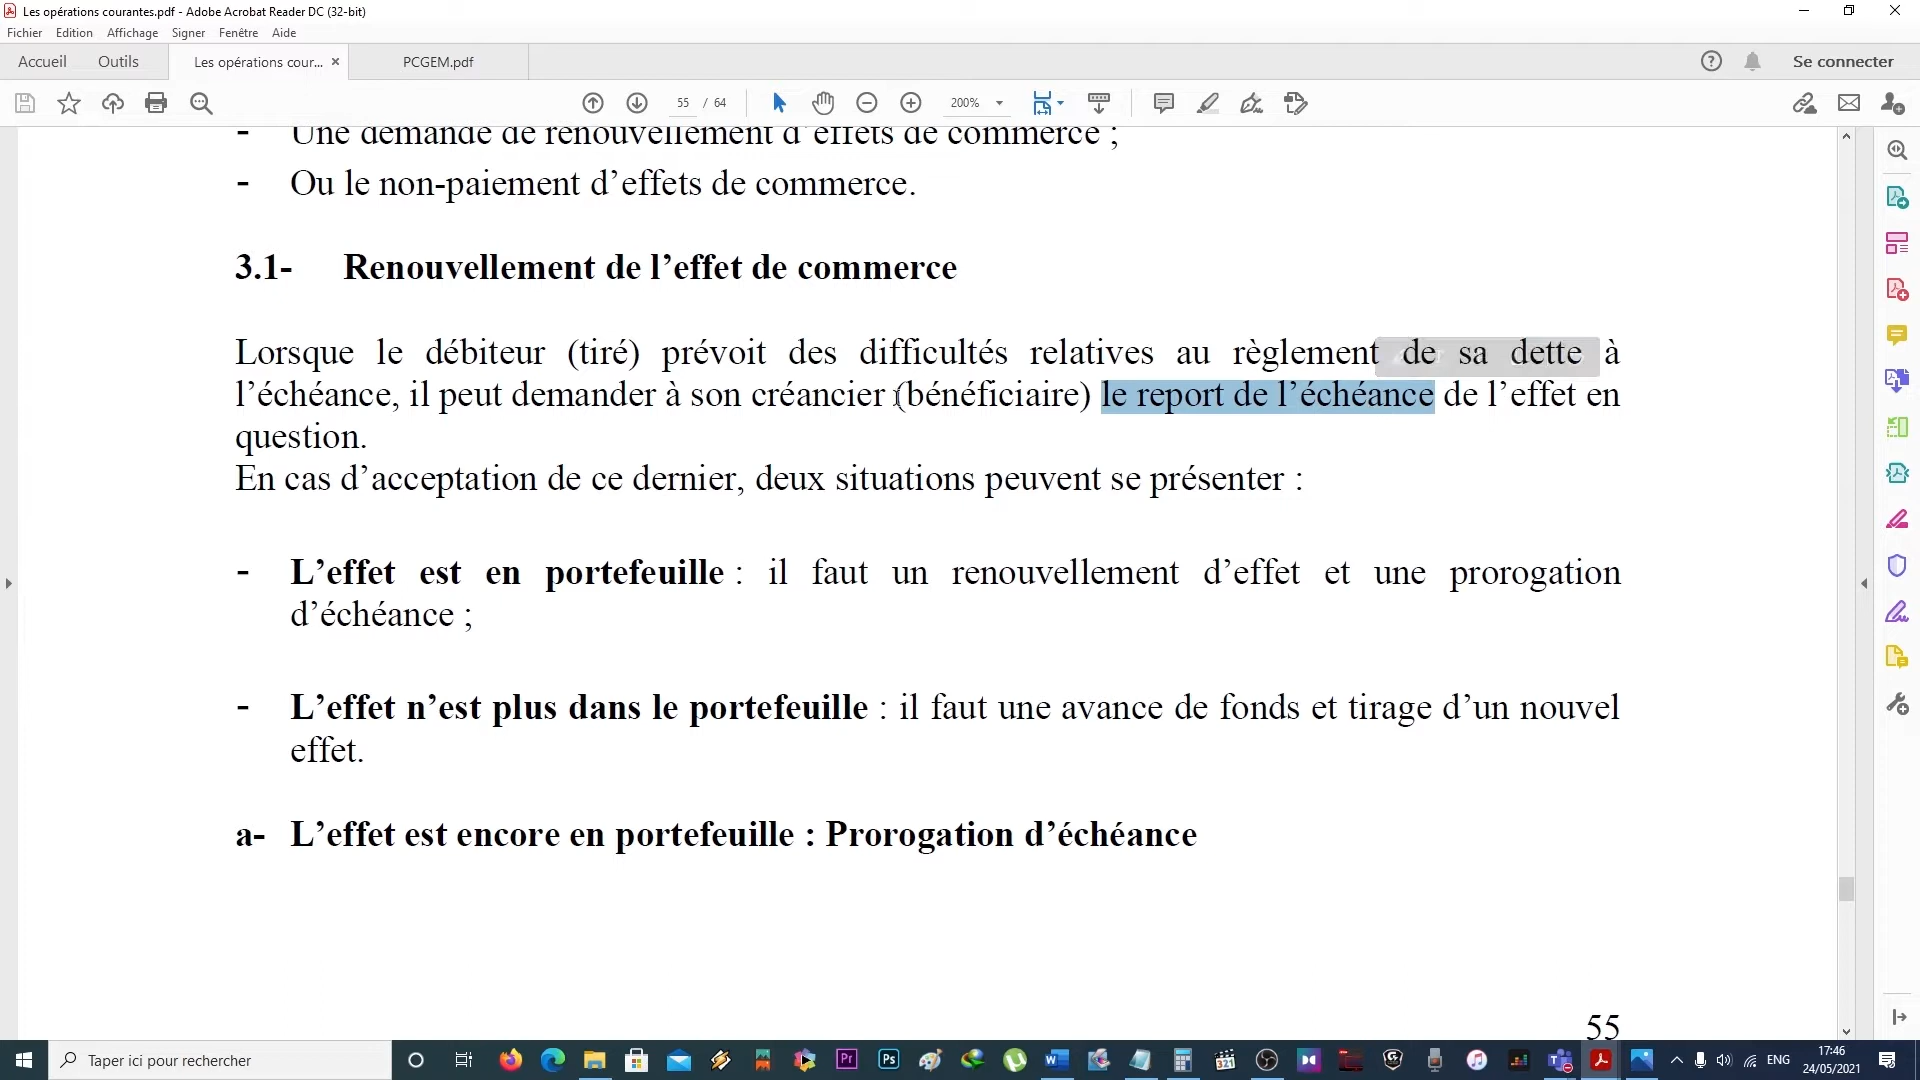 Les opérations courantes.pdf - Adobe Acrobat Reader DC (32-bit)
Fichier Edition Affichage Signer Fenêtre Aide
Accueil Outils Les opérations cour... × PCGEM.pdf Se connecter
55 / 64 200%
- Une demande de renouvellement d’effets de commerce ;
- Ou le non-paiement d’effets de commerce.
3.1- Renouvellement de l’effet de commerce
Lorsque le débiteur (tiré) prévoit des difficultés relatives au règlement de sa dette à
l’échéance, il peut demander à son créancier (bénéficiaire) le report de l’échéance de l’effet en
question.
En cas d’acceptation de ce dernier, deux situations peuvent se présenter :
- L’effet est en portefeuille : il faut un renouvellement d’effet et une prorogation
d’échéance ;
- L’effet n’est plus dans le portefeuille : il faut une avance de fonds et tirage d’un nouvel
effet.
a- L’effet est encore en portefeuille : Prorogation d’échéance
55
Taper ici pour rechercher
Pr Ps 321 ENG
17:46
24/05/2021